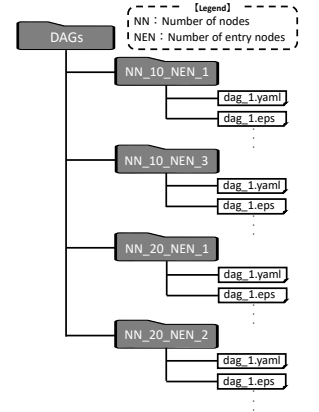 【Legend】
NN：Number of nodes
NEN：Number of entry nodes
DAGs
NN_10_NEN_1
dag_1.yaml
dag_1.eps
NN_10_NEN_3
dag_1.yaml
dag_1.eps
NN_20_NEN_1
dag_1.yaml
dag_1.eps
NN_20_NEN_2
dag_1.yaml
dag_1.eps